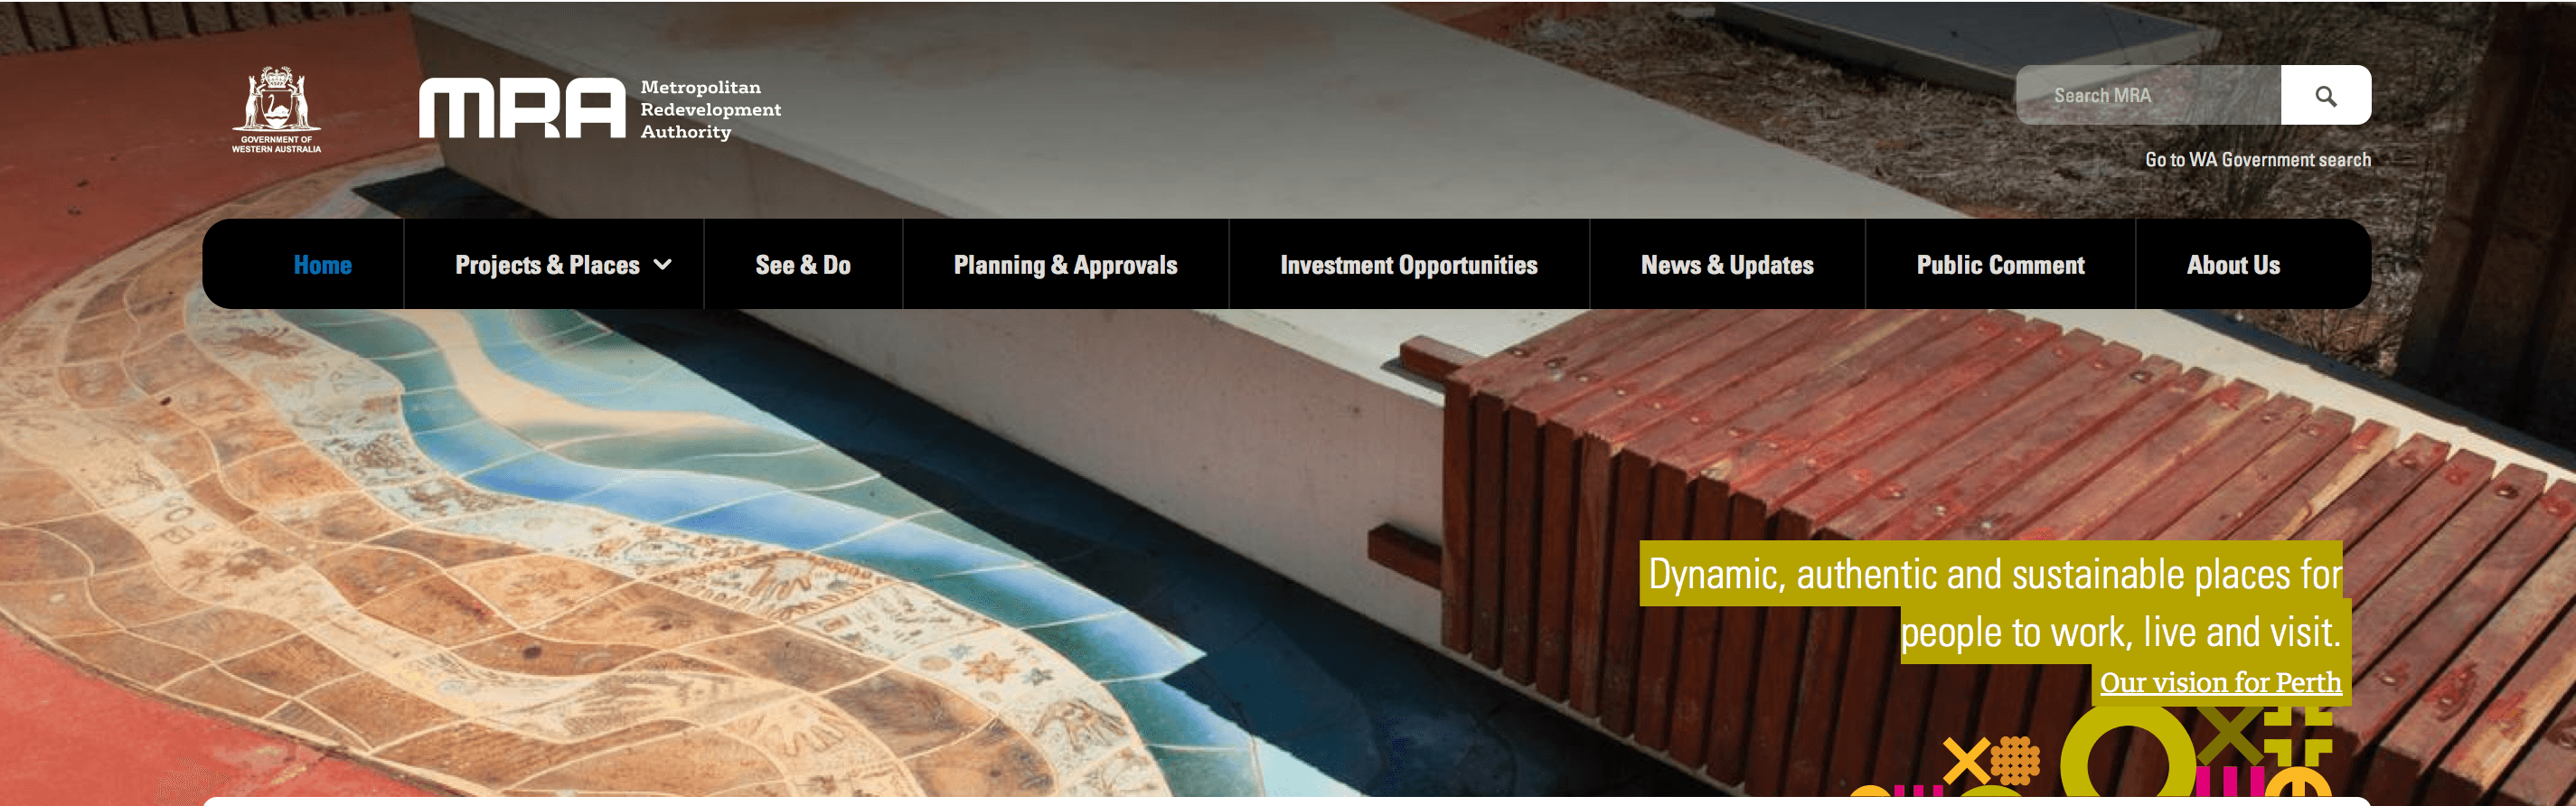 GOVERNMENT OF
WESTERN AUSTRALIA
MRA
Metropolitan
Redevelopment
Authority
Search MRA
Go to WA Government search
Home
Projects & Places
See & Do
Planning & Approvals
Investment Opportunities
News & Updates
Public Comment
About Us
Dynamic, authentic and sustainable places for
people to work, live and visit.
Our vision for Perth